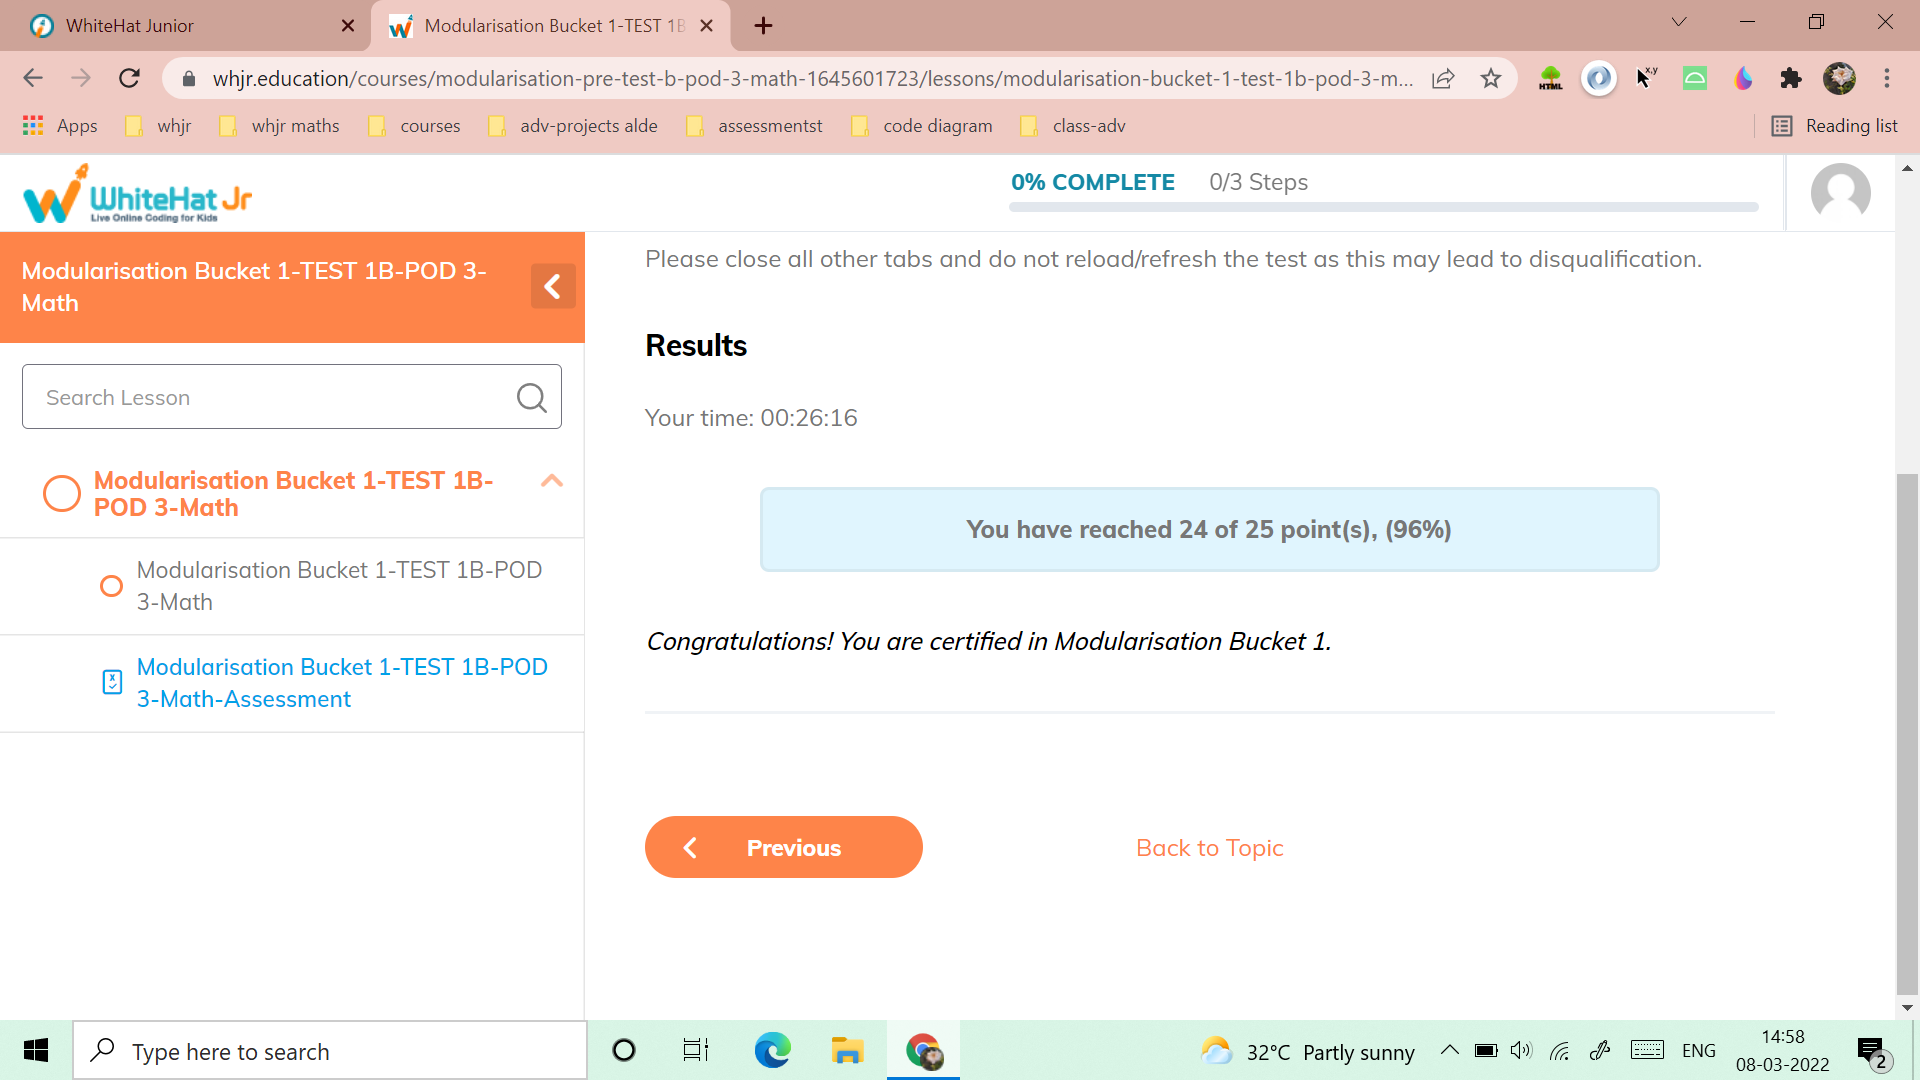 WhiteHat Junior
Modularisation Bucket 1-TEST 1B
whjr.education/courses/modularisation-pre-test-b-pod-3-math-1645601723/lessons/modularisation-bucket-1-test-1b-pod-3-m...
HTML
x,y
Apps
whjr
whjr maths
courses
adv-projects alde
assessmentst
code diagram
class-adv
Reading list
WhiteHat Jr
Live Online Coding for Kids
0% COMPLETE
0/3 Steps
Modularisation Bucket 1-TEST 1B-POD 3-
Math
Search Lesson
Modularisation Bucket 1-TEST 1B-
POD 3-Math
Modularisation Bucket 1-TEST 1B-POD
3-Math
Modularisation Bucket 1-TEST 1B-POD
3-Math-Assessment
Please close all other tabs and do not reload/refresh the test as this may lead to disqualification.
Results
Your time: 00:26:16
You have reached 24 of 25 point(s), (96%)
Congratulations! You are certified in Modularisation Bucket 1.
Previous
Back to Topic
Type here to search
32°C Partly sunny
ENG
14:58
08-03-2022
2